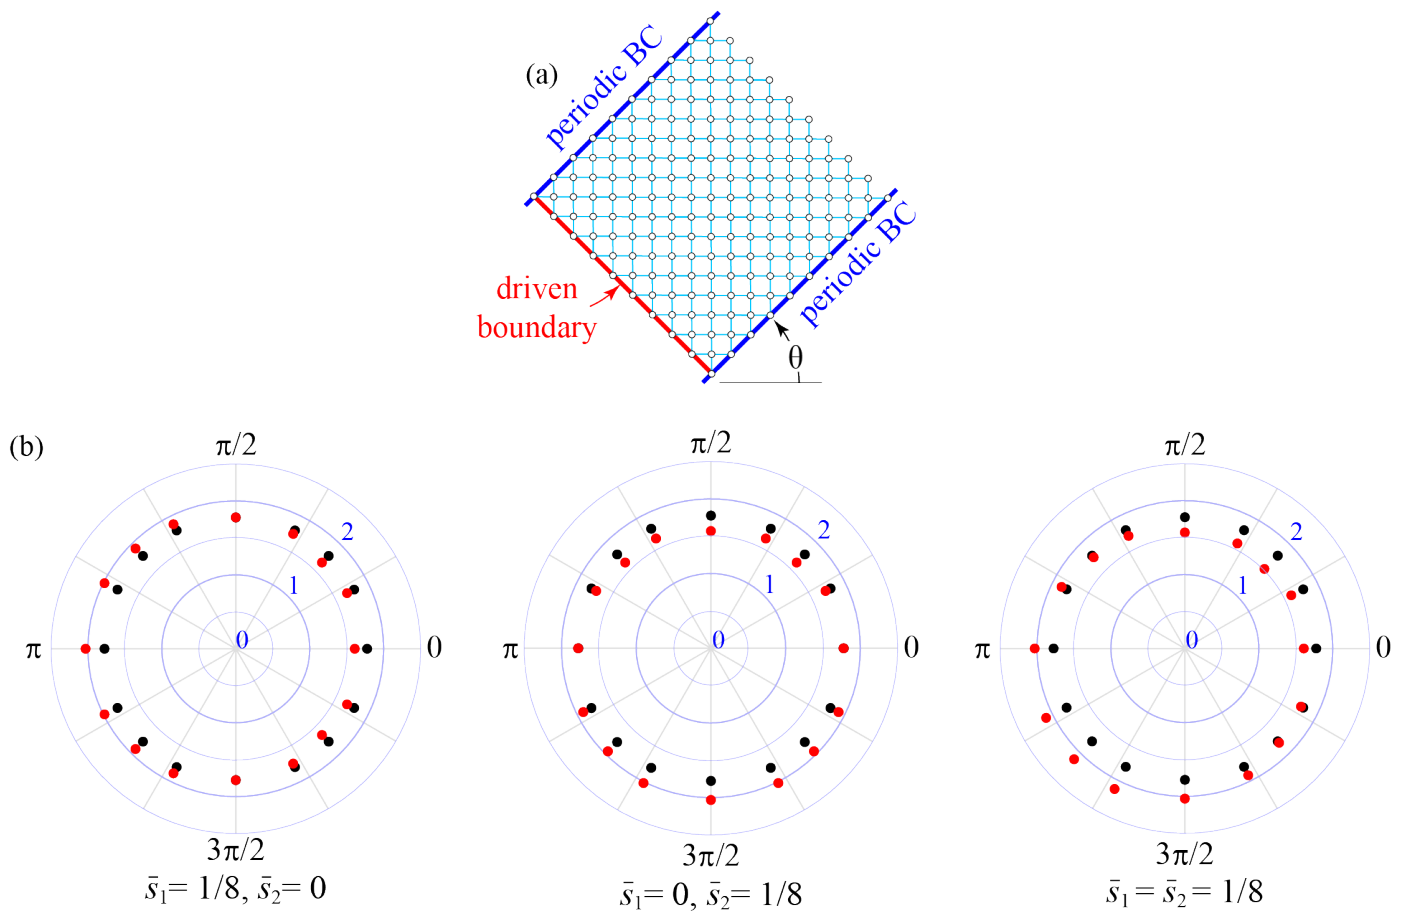 (a)
periodic BC
periodic BC
driven
boundary
θ
(b)
π/2
2
1
0
π
0
3π/2
s̄₁= 1/8, s̄₂= 0
π/2
2
1
0
π
0
3π/2
s̄₁= 0, s̄₂= 1/8
π/2
2
1
0
π
0
3π/2
s̄₁= s̄₂= 1/8